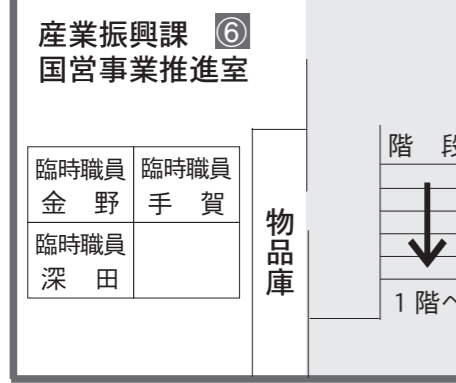 産業振興課 ⑥
国営事業推進室
臨時職員
金 野
臨時職員
手 賀
臨時職員
深 田
物品庫
階 段
1階へ